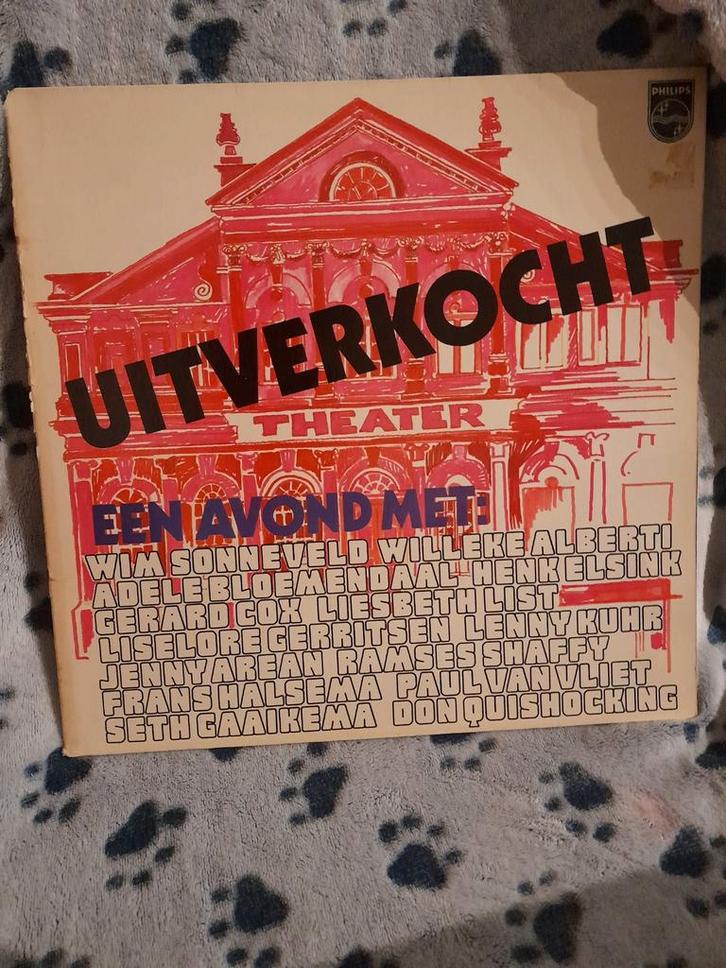 PHILIPS
UITVERKOCHT
THEATER
EEN AVOND MET:
WIM SONNEVELD WILLEKE ALBERTI
ADELE BLOEMENDAAL HENK ELSINK
GERARD COX LIESBETH LIST
LISELORE GERRITSEN LENNY KUHR
JENNY AREAN RAMSES SHAFFY
FRANS HALSEMA PAUL VAN VLIET
SETH GAAIKEMA DON QUISHOCKING